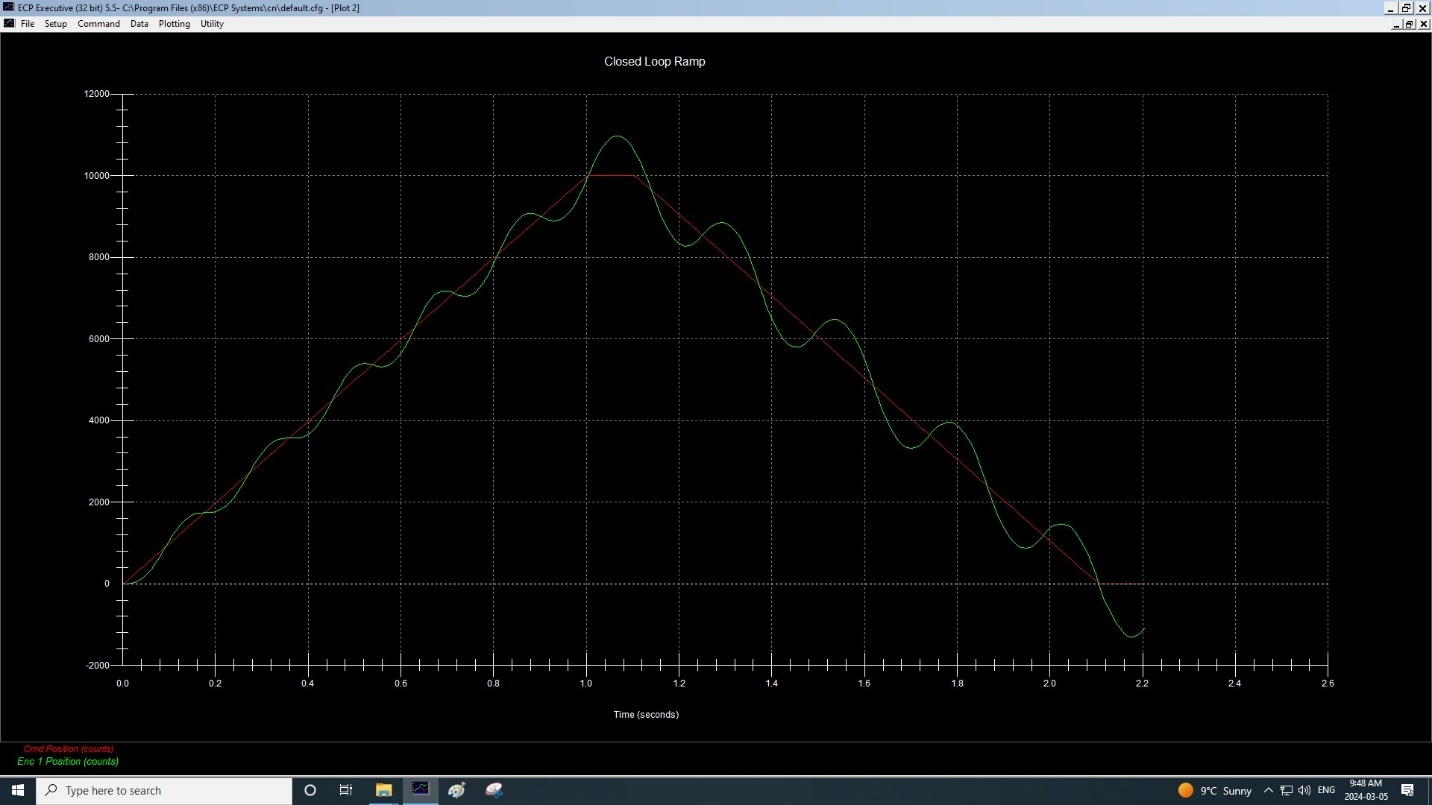 ECP Executive (32 bit) 5.5- C:\Program Files (x86)\ECP Systems\cn\default.cfg - [Plot 2]
File Setup Command Data Plotting Utility
Closed Loop Ramp
12000
10000
8000
6000
4000
2000
0
-2000
0.0 0.2 0.4 0.6 0.8 1.0 1.2 1.4 1.6 1.8 2.0 2.2 2.4 2.6
Time (seconds)
Cmd Position (counts)
Enc 1 Position (counts)
Type here to search
9°C Sunny
ENG
9:48 AM
2024-03-05